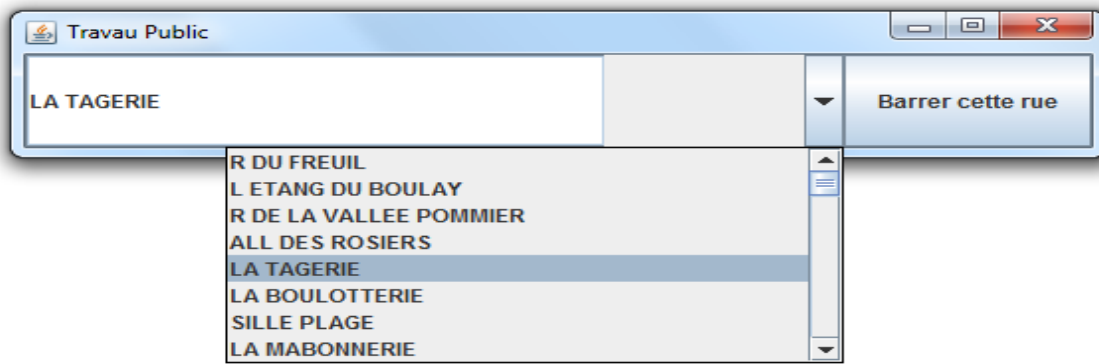 Travau Public
LA TAGERIE
Barrer cette rue
R DU FREUIL
L ETANG DU BOULAY
R DE LA VALLEE POMMIER
ALL DES ROSIERS
LA TAGERIE
LA BOULOTTERIE
SILLE PLAGE
LA MABONNERIE